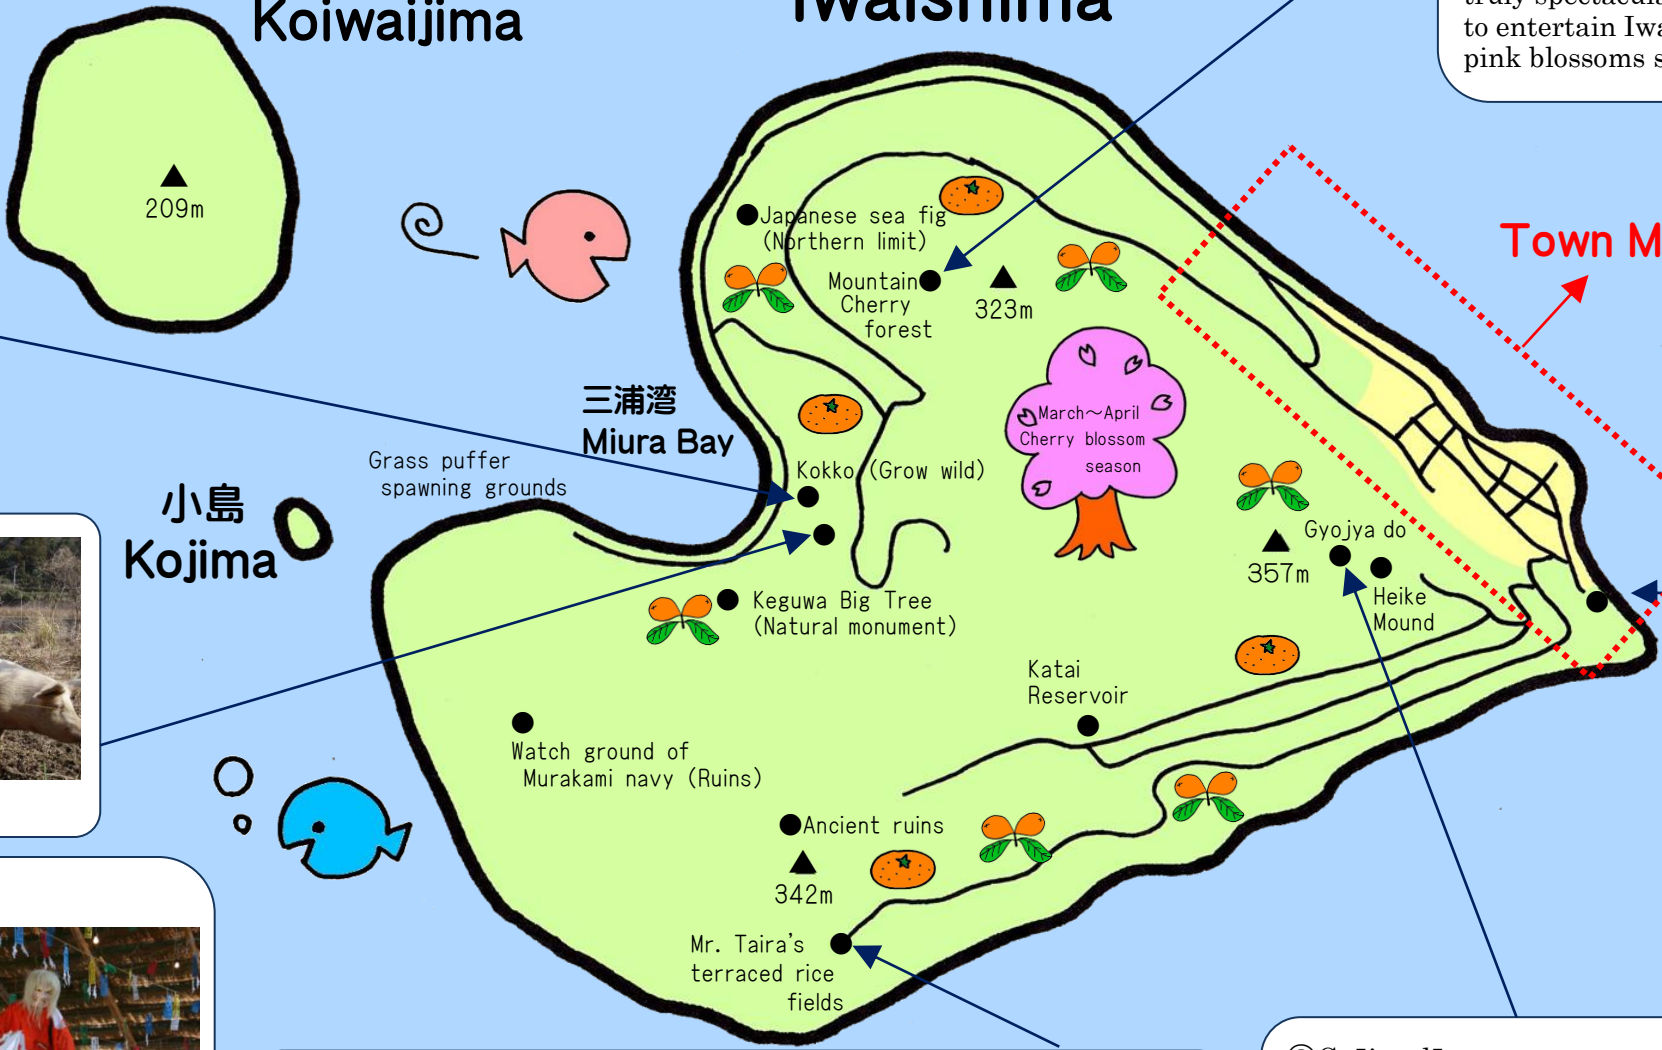 Koiwaijima
Iwaishima
truly spectacular
to entertain
pink blossoms
209m
Japanese sea fig
(Northern limit)
Mountain
Cherry
forest
323m
Town
三浦湾
Miura Bay
March～April
Cherry blossom
season
Grass puffer
spawning grounds
Kokko (Grow wild)
小島
Kojima
Gyojya do
357m
Heike
Mound
Keguwa Big Tree
(Natural monument)
Katai
Reservoir
Watch ground of
Murakami navy (Ruins)
Ancient ruins
342m
Mr. Taira's
terraced rice
fields